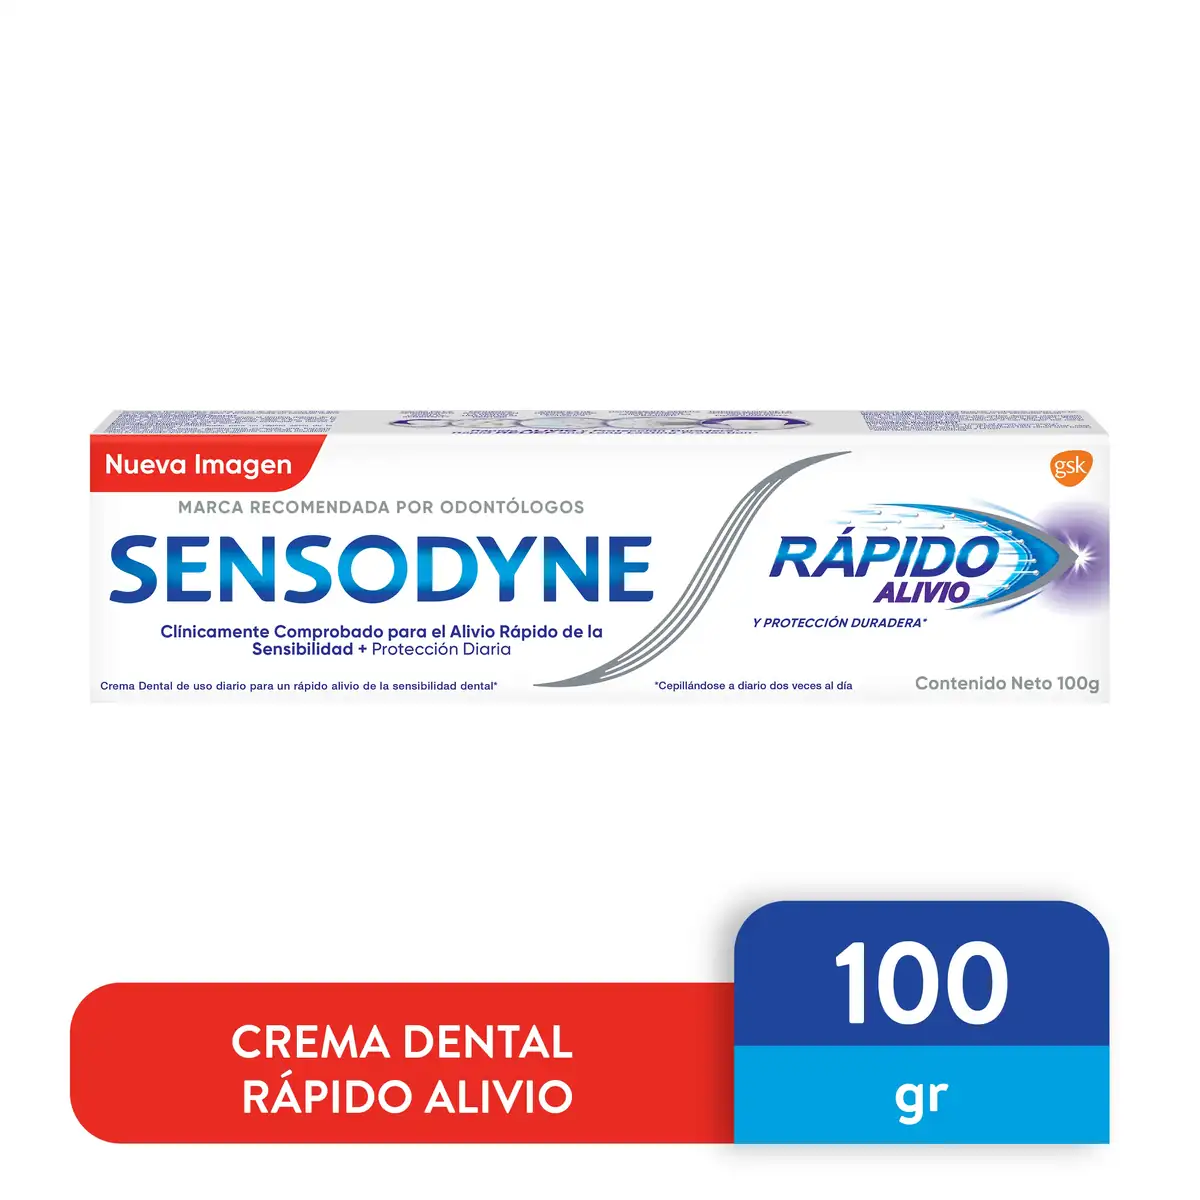 Nueva Imagen
gsk
MARCA RECOMENDADA POR ODONTÓLOGOS
SENSODYNE
RÁPIDO
ALIVIO
Y PROTECCIÓN DURADERA*
Clínicamente Comprobado para el Alivio Rápido de la
Sensibilidad + Protección Diaria
Crema Dental de uso diario para un rápido alivio de la sensibilidad dental*
*Cepillándose a diario dos veces al día
Contenido Neto 100g
CREMA DENTAL
RÁPIDO ALIVIO
100
gr